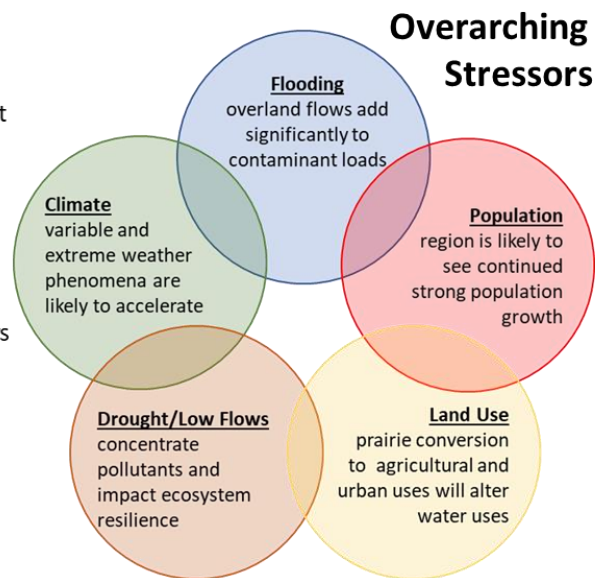 Overarching
Stressors
t
Flooding
overland flows add
significantly to
contaminant loads
Climate
variable and
extreme weather
phenomena are
likely to accelerate
Population
region is likely to
see continued
strong population
growth
s
Drought/Low Flows
concentrate
pollutants and
impact ecosystem
resilience
Land Use
prairie conversion
to agricultural and
urban uses will alter
water uses